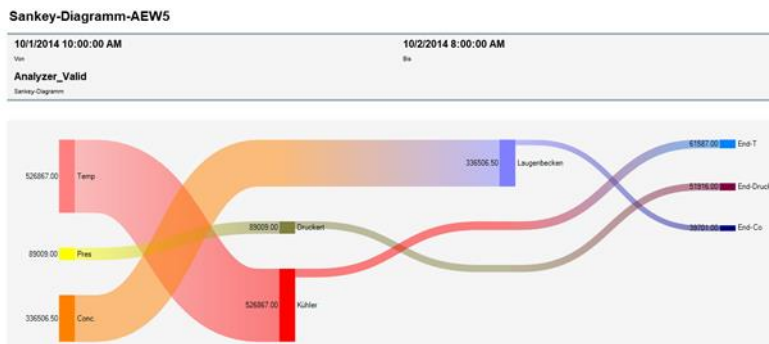 Sankey-Diagramm-AEW5
10/1/2014 10:00:00 AM
10/2/2014 8:00:00 AM
Von
Bis
Analyzer_Valid
Sankey-Diagramm
526867.00 Temp
336506.50 Laugenbecken
61587.00 End-T
51916.00 End-Druck
89009.00 Pres
89009.00 Druckert
39701.00 End-Co
526867.00 Kühler
336506.50 Conc.